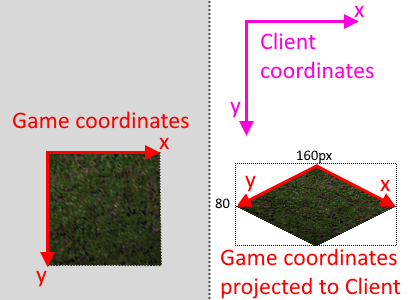 Game coordinates
x
y
x
Client
coordinates
y
160px
y
x
80
Game coordinates
projected to Client